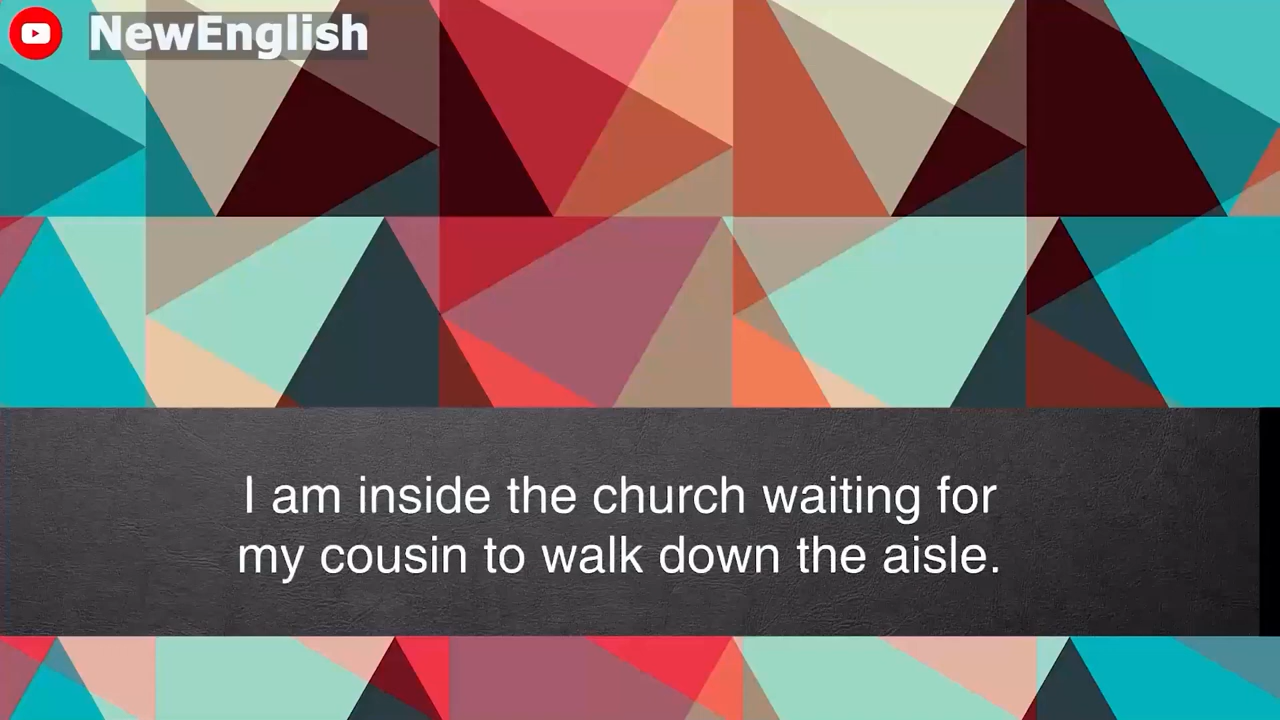 NewEnglish
I am inside the church waiting for
my cousin to walk down the aisle.